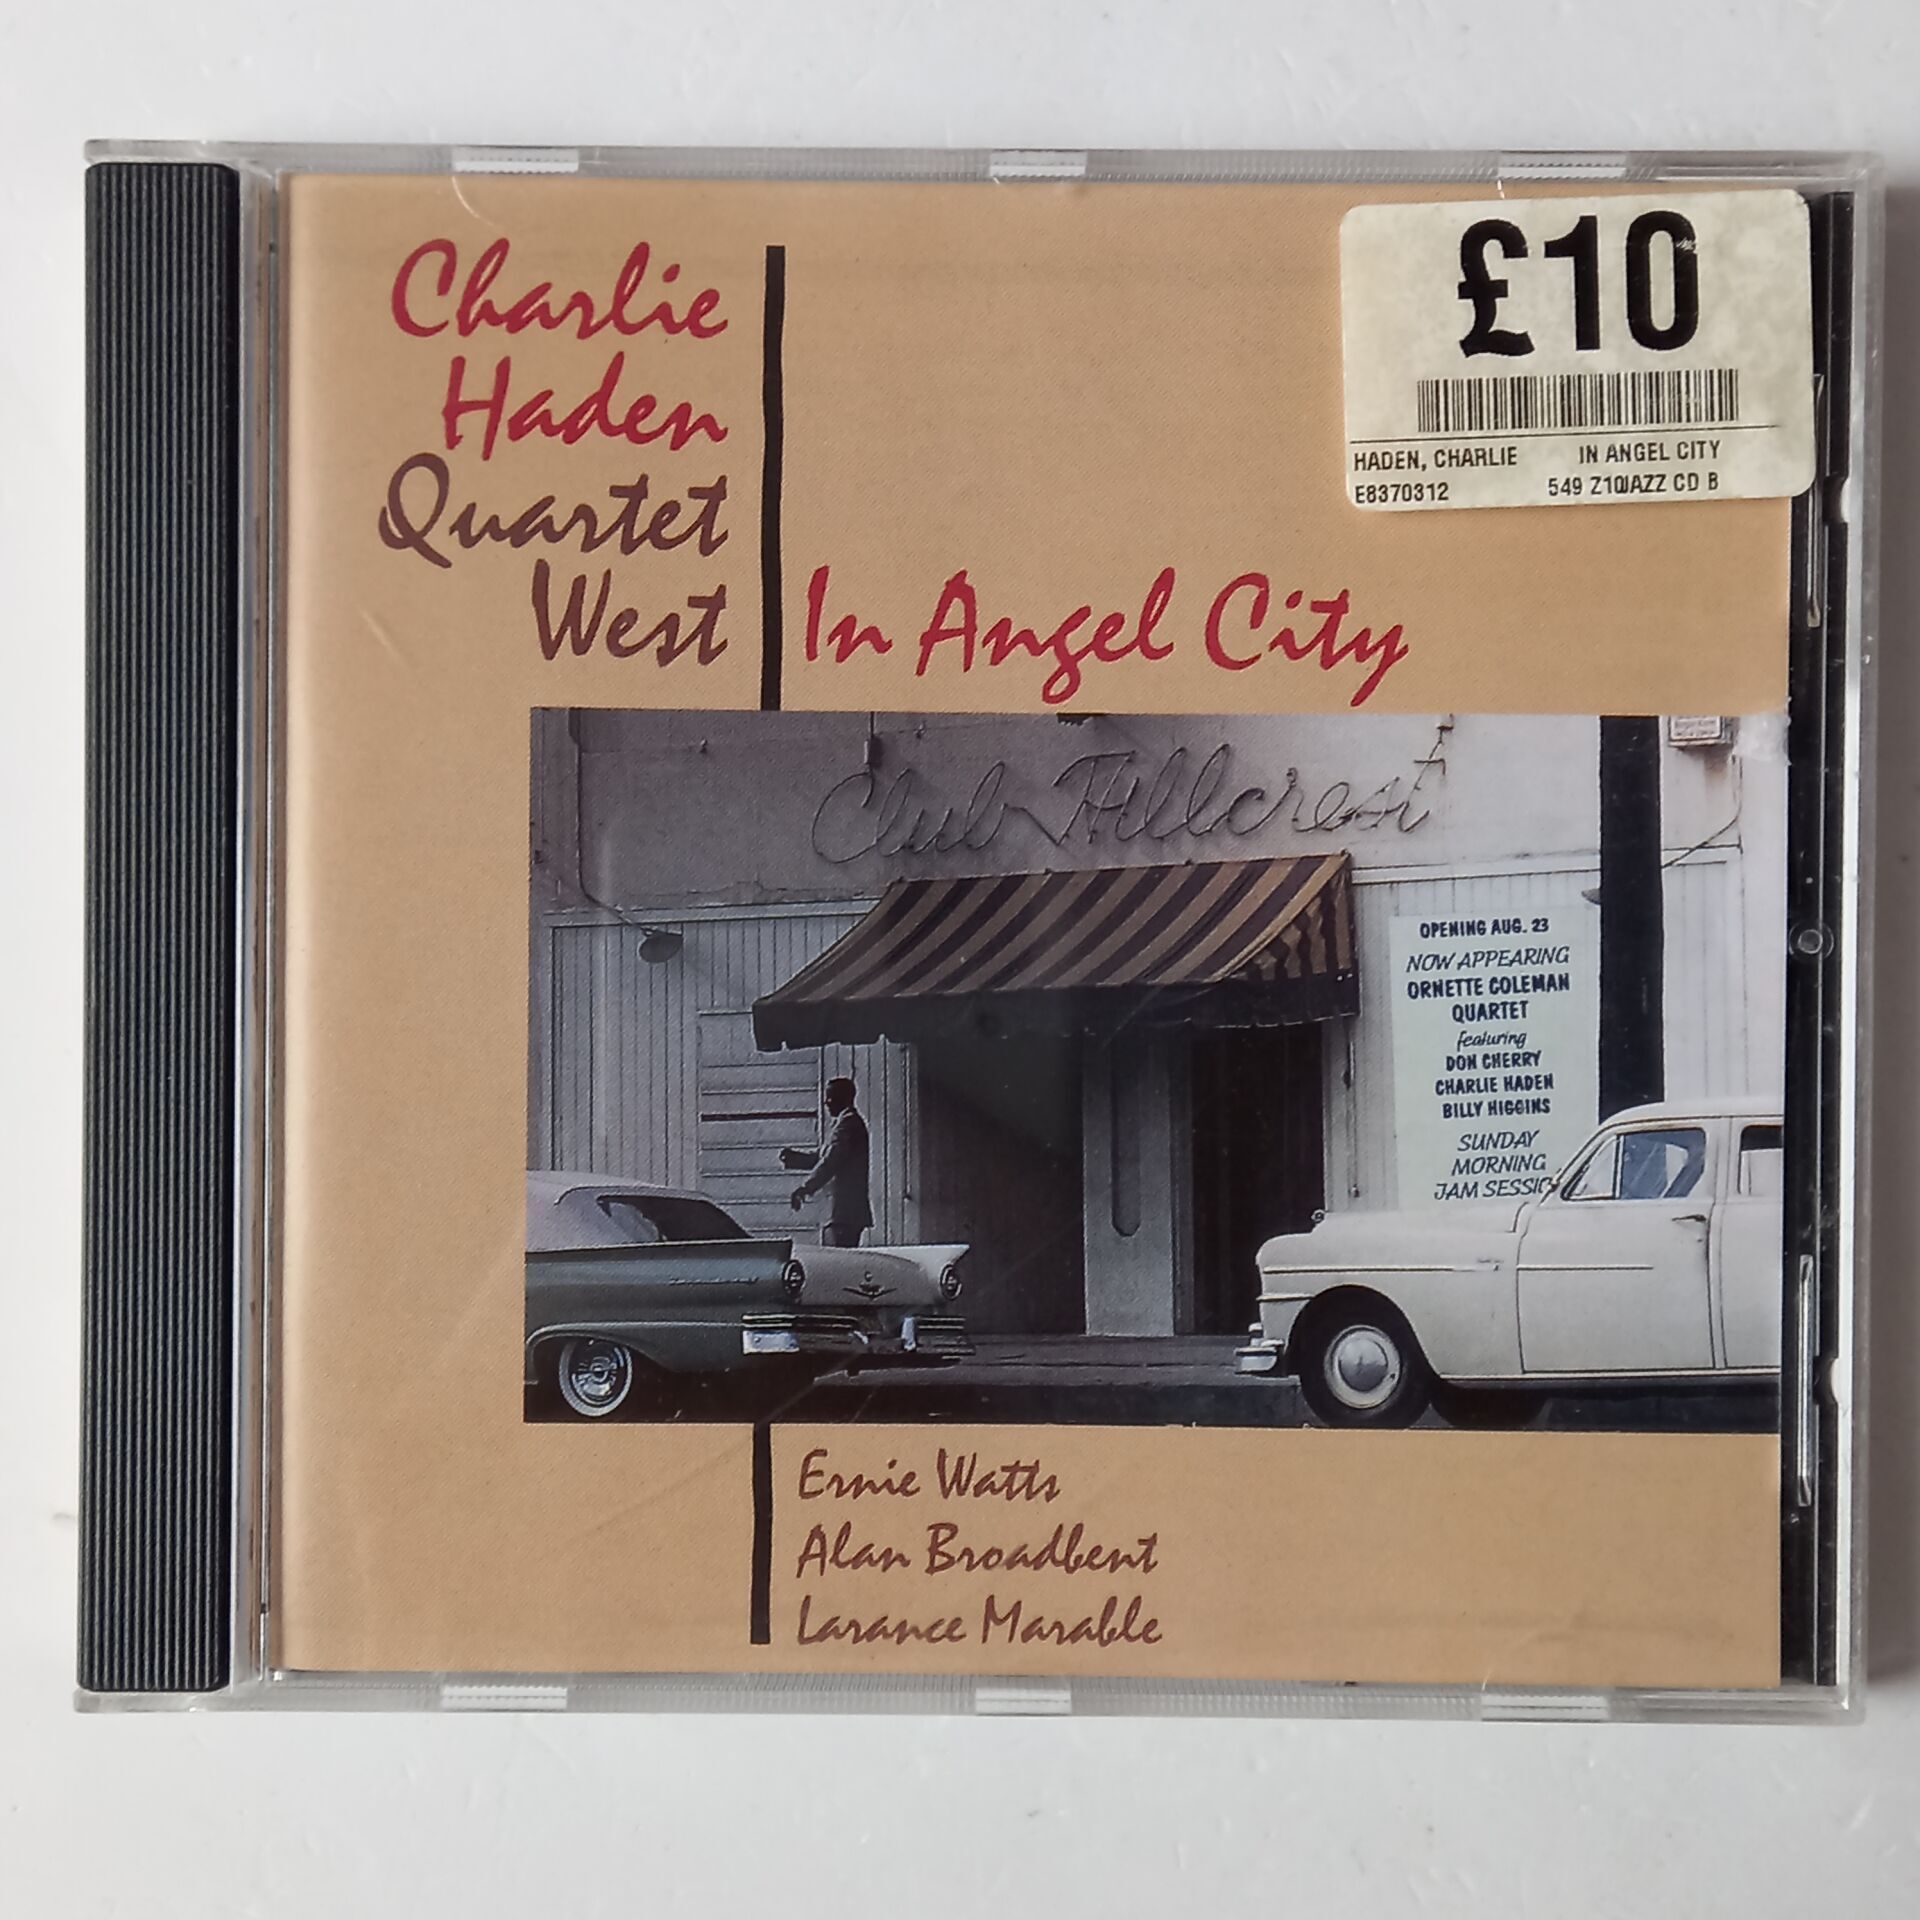 Charlie
Haden
Quartet
West
In Angel City
£10
HADEN, CHARLIE IN ANGEL CITY
E8370312 549 Z10JAZZ CD B
Club Hillcrest
OPENING AUG. 23
NOW APPEARING
ORNETTE COLEMAN
QUARTET
featuring
DON CHERRY
CHARLIE HADEN
BILLY HIGGINS
SUNDAY
MORNING
JAM SESSIO
Ernie Watts
Alan Broadbent
Larance Marable